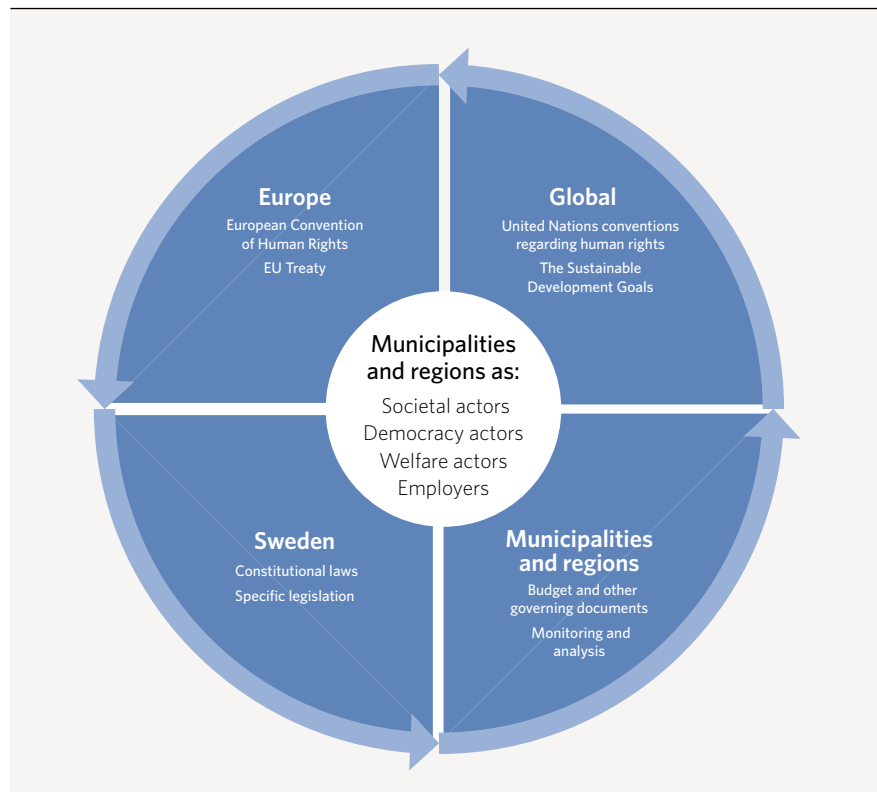 Europe
European Convention
of Human Rights
EU Treaty
Global
United Nations conventions
regarding human rights
The Sustainable
Development Goals
Municipalities
and regions as:
Societal actors
Democracy actors
Welfare actors
Employers
Sweden
Constitutional laws
Specific legislation
Municipalities
and regions
Budget and other
governing documents
Monitoring and
analysis